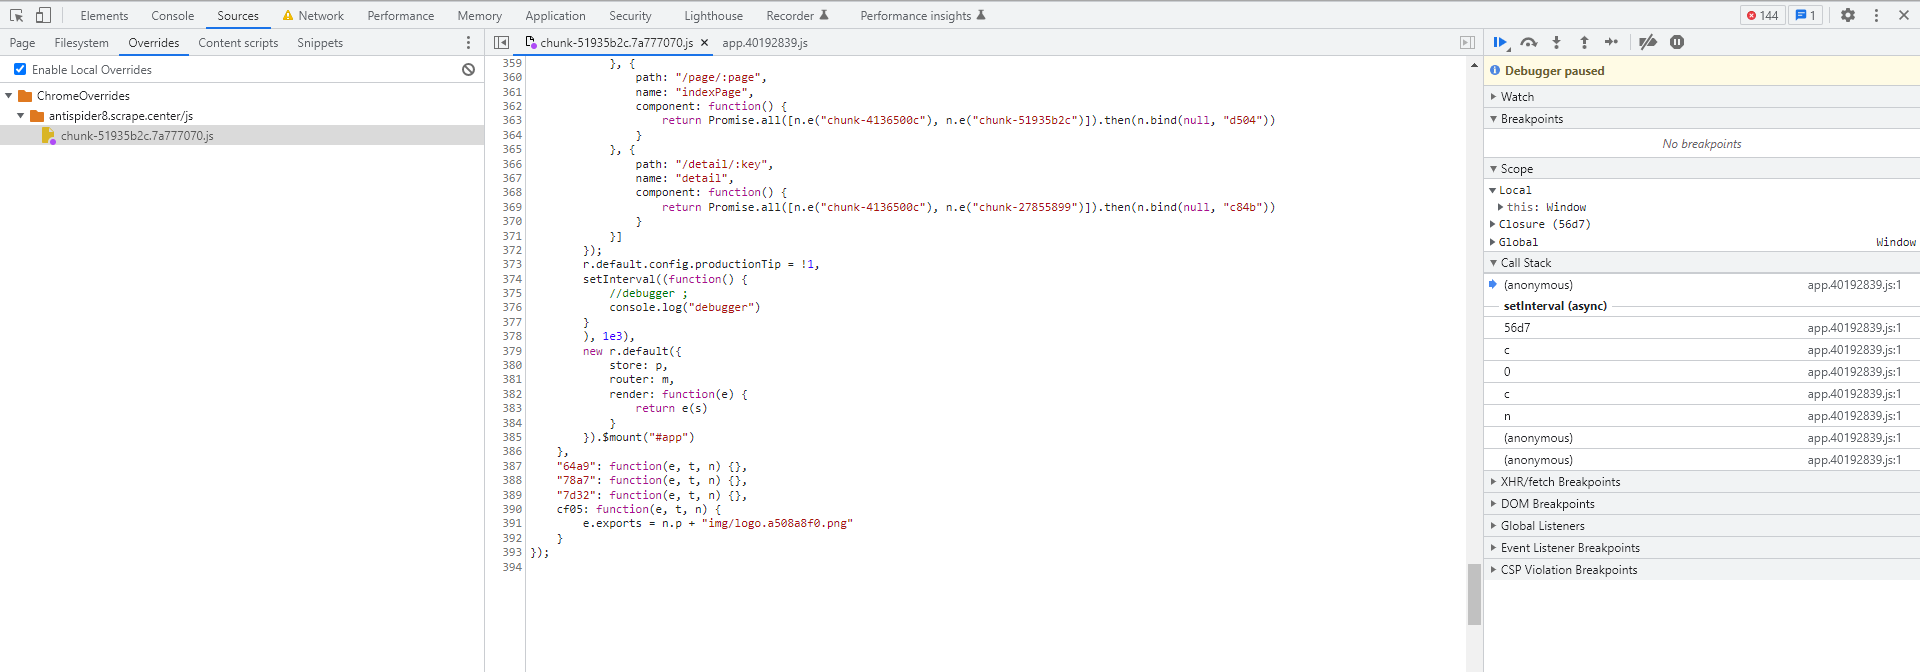 Elements Console Sources Network Performance Memory Application Security Lighthouse Recorder Performance insights 144 1
Page Filesystem Overrides Content scripts Snippets
chunk-51935b2c.7a777070.js app.40192839.js
Enable Local Overrides
ChromeOverrides
antispider8.scrape.center/js
chunk-51935b2c.7a777070.js
359 }, {
360 path: "/page/:page",
361 name: "indexPage",
362 component: function() {
363 return Promise.all([n.e("chunk-4136500c"), n.e("chunk-51935b2c")]).then(n.bind(null, "d504"))
364 }
365 }, {
366 path: "/detail/:key",
367 name: "detail",
368 component: function() {
369 return Promise.all([n.e("chunk-4136500c"), n.e("chunk-27855899")]).then(n.bind(null, "c84b"))
370 }
371 }]
372 });
373 r.default.config.productionTip = !1,
374 setInterval((function() {
375 //debugger ;
376 console.log("debugger")
377 }
378 ), 1e3),
379 new r.default({
380 store: p,
381 router: m,
382 render: function(e) {
383 return e(s)
384 }
385 }).$mount("#app")
386 },
387 "64a9": function(e, t, n) {},
388 "78a7": function(e, t, n) {},
389 "7d32": function(e, t, n) {},
390 cf05: function(e, t, n) {
391 e.exports = n.p + "img/logo.a508a8f0.png"
392 }
393 });
394
Debugger paused
Watch
Breakpoints
No breakpoints
Scope
Local
this: Window
Closure (56d7)
Global Window
Call Stack
(anonymous) app.40192839.js:1
setInterval (async)
56d7 app.40192839.js:1
c app.40192839.js:1
0 app.40192839.js:1
c app.40192839.js:1
n app.40192839.js:1
(anonymous) app.40192839.js:1
(anonymous) app.40192839.js:1
XHR/fetch Breakpoints
DOM Breakpoints
Global Listeners
Event Listener Breakpoints
CSP Violation Breakpoints